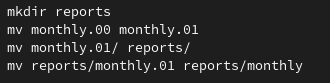 mkdir reports
mv monthly.00 monthly.01
mv monthly.01/ reports/
mv reports/monthly.01 reports/monthly